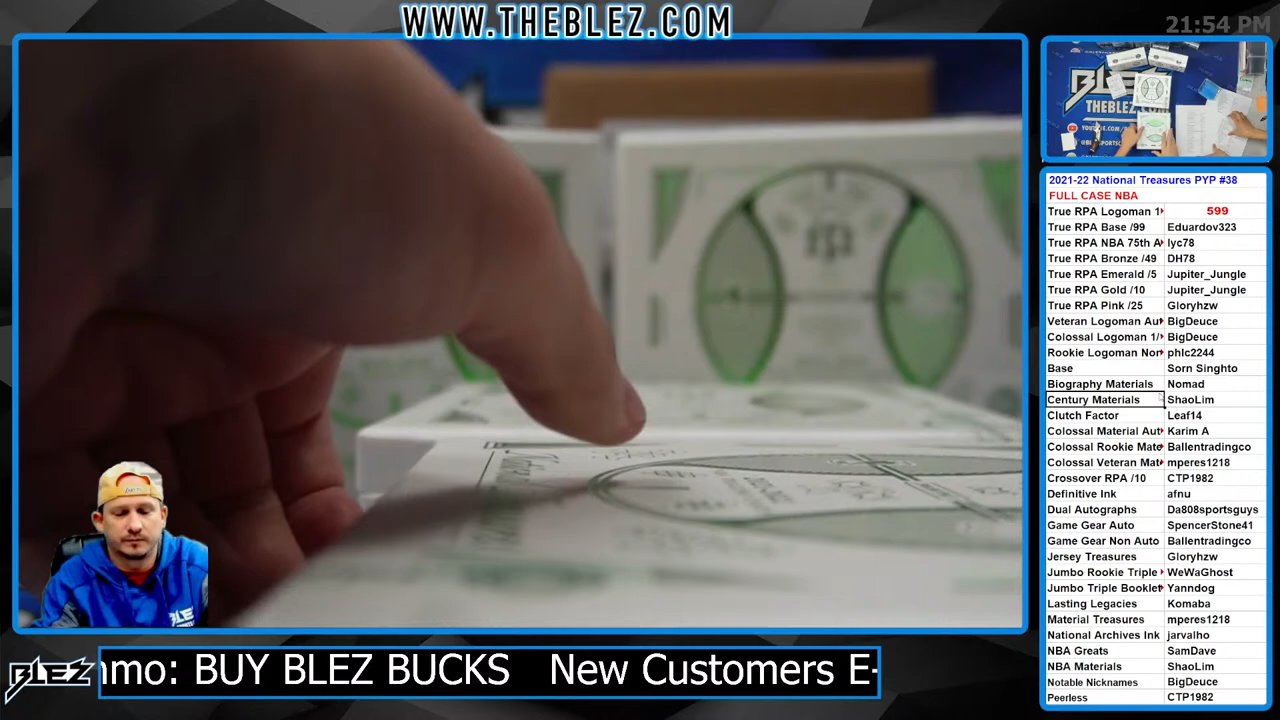 WWW.THEBLEZ.COM
21:54 PM
BLEZ
THEBLEZ.COM
2021-22 National Treasures PYP #38
FULL CASE NBA
True RPA Logoman 1 599
True RPA Base /99 Eduardov323
True RPA NBA 75th A lyc78
True RPA Bronze /49 DH78
True RPA Emerald /5 Jupiter_Jungle
True RPA Gold /10 Jupiter_Jungle
True RPA Pink /25 Gloryhzw
Veteran Logoman Au BigDeuce
Colossal Logoman 1/ BigDeuce
Rookie Logoman Nor phlc2244
Base Sorn Singhto
Biography Materials Nomad
Century Materials ShaoLim
Clutch Factor Leaf14
Colossal Material Aut Karim A
Colossal Rookie Mate Ballentradingco
Colossal Veteran Mat mperes1218
Crossover RPA /10 CTP1982
Definitive Ink afnu
Dual Autographs Da808sportsguys
Game Gear Auto SpencerStone41
Game Gear Non Auto Ballentradingco
Jersey Treasures Gloryhzw
Jumbo Rookie Triple WeWaGhost
Jumbo Triple Booklet Yanndog
Lasting Legacies Komaba
Material Treasures mperes1218
National Archives Ink jarvalho
NBA Greats SamDave
NBA Materials ShaoLim
Notable Nicknames BigDeuce
Peerless CTP1982
BLEZ
mmo: BUY BLEZ BUCKS New Customers E-